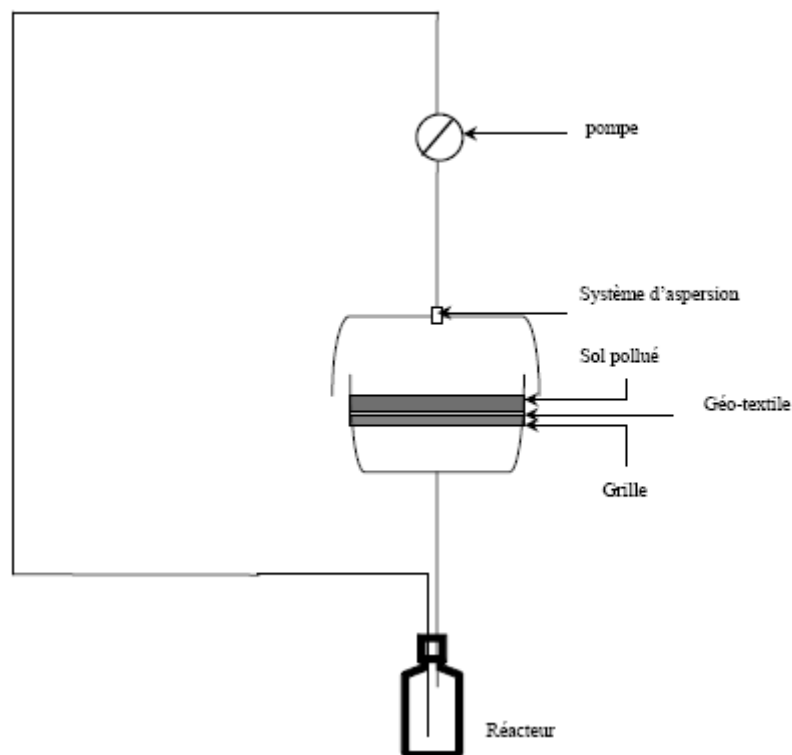 pompe
Système d'aspersion
Sol pollué
Géo-textile
Grille
Réacteur